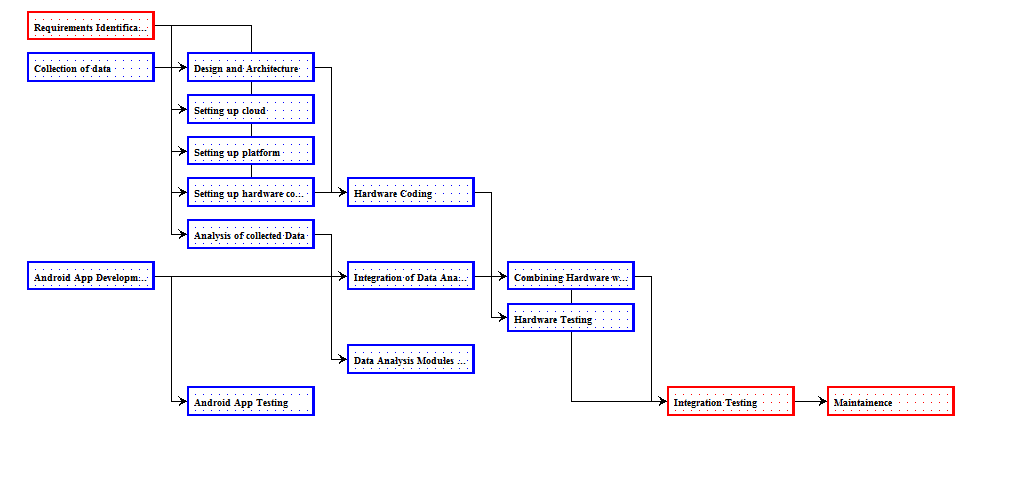 Requirements Identifica...
Collection of data
Design and Architecture
Setting up cloud
Setting up platform
Setting up hardware co...
Hardware Coding
Analysis of collected Data
Android App Developm...
Integration of Data Ana...
Combining Hardware w...
Hardware Testing
Data Analysis Modules ...
Android App Testing
Integration Testing
Maintainence